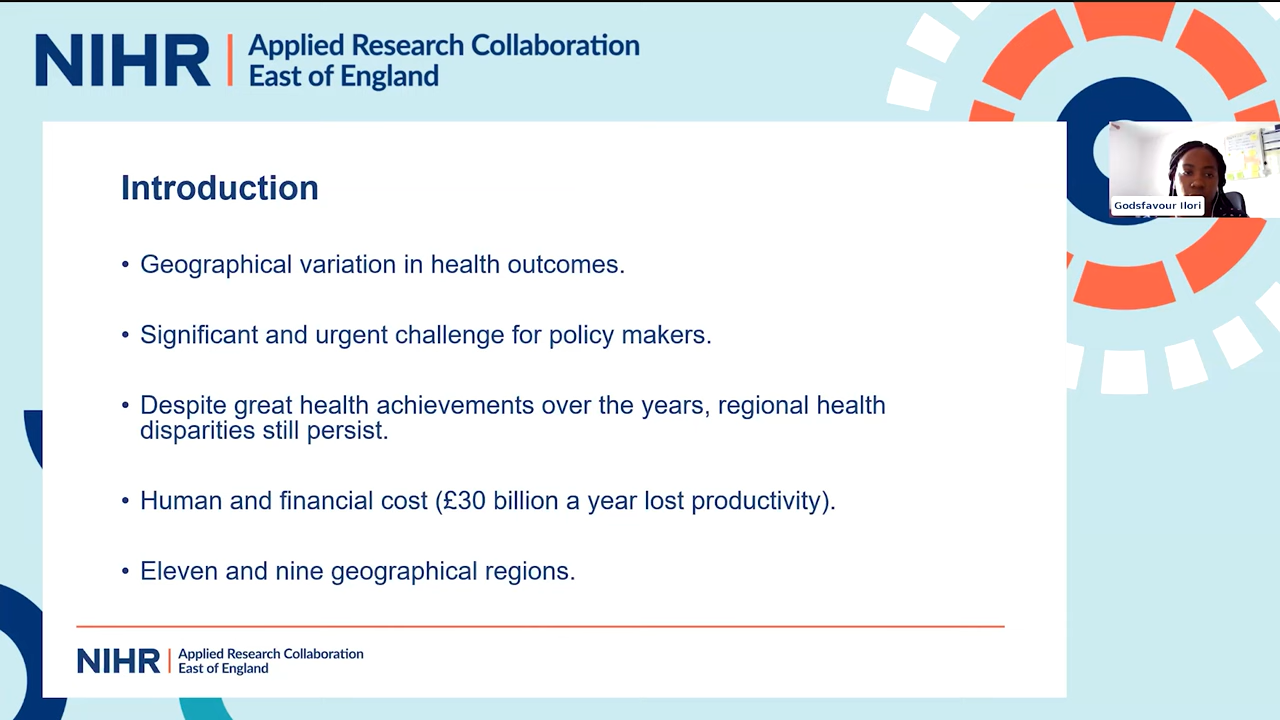 NIHR | Applied Research Collaboration
East of England
Godsfavour Ilori
Introduction
• Geographical variation in health outcomes.
• Significant and urgent challenge for policy makers.
• Despite great health achievements over the years, regional health
disparities still persist.
• Human and financial cost (£30 billion a year lost productivity).
• Eleven and nine geographical regions.
NIHR | Applied Research Collaboration
East of England